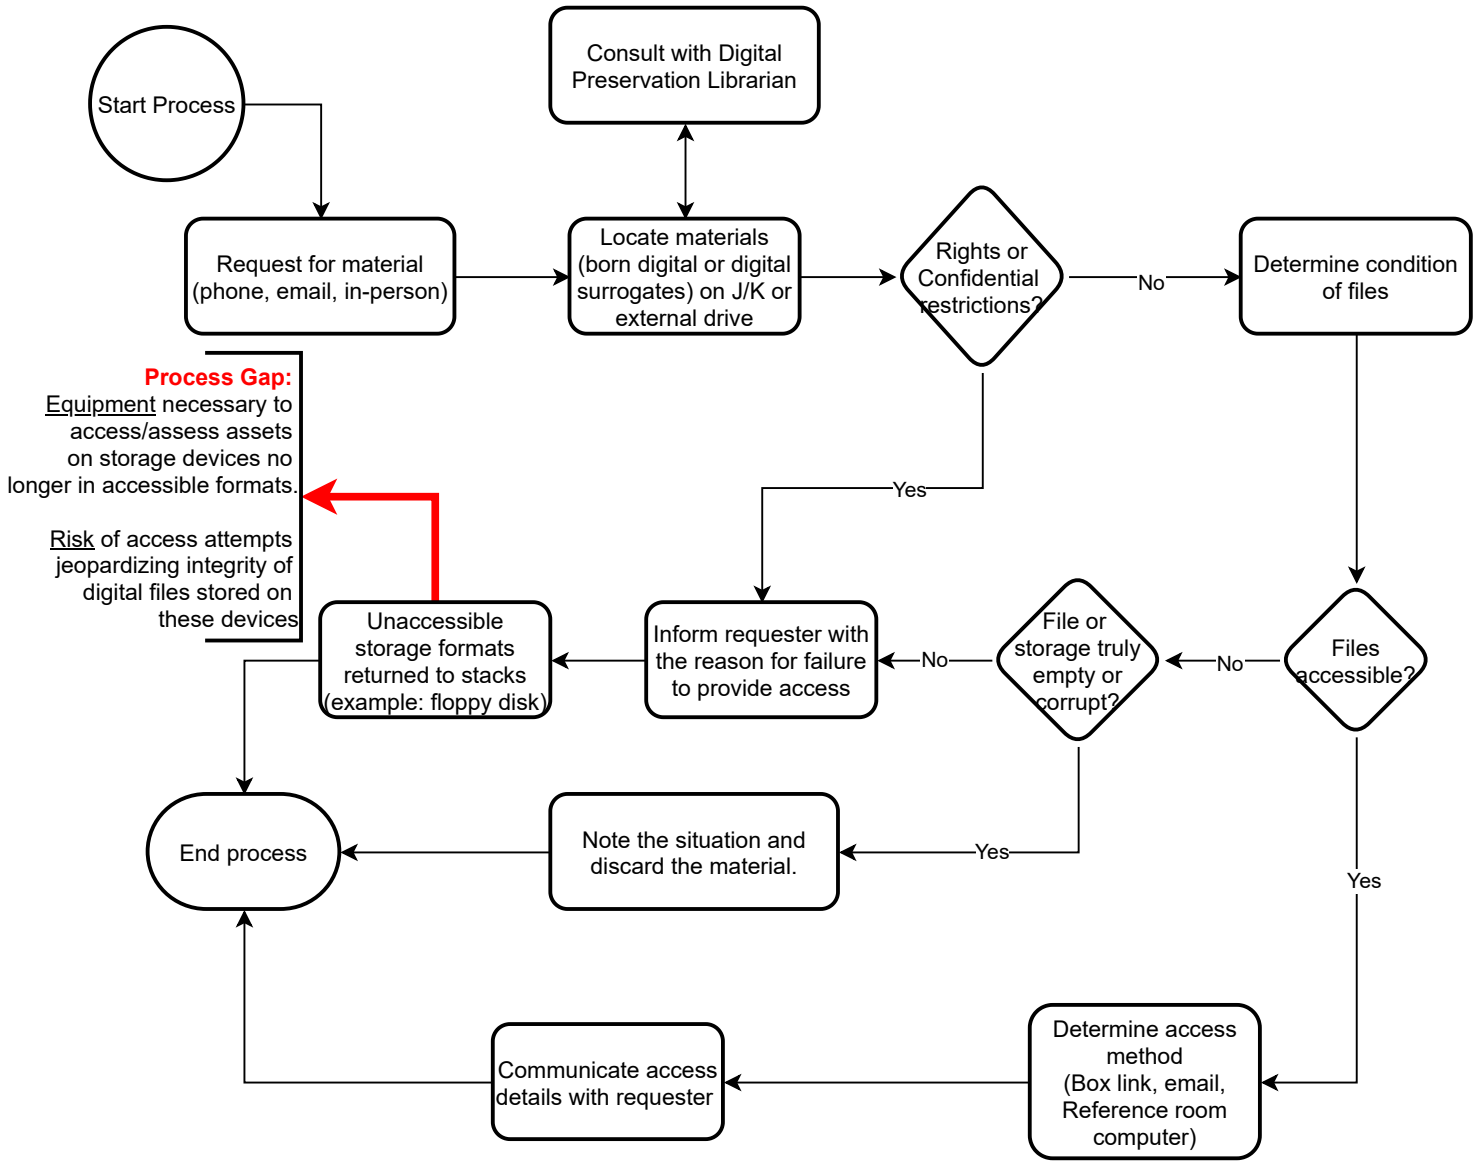 Start Process
Consult with Digital
Preservation Librarian
Request for material
(phone, email, in-person)
Locate materials
(born digital or digital
surrogates) on J/K or
external drive
Rights or
Confidential
restrictions?
No
Determine condition
of files
Process Gap:
Equipment necessary to
access/assess assets
on storage devices no
longer in accessible formats.
Risk of access attempts
jeopardizing integrity of
digital files stored on
these devices
Yes
Unaccessible
storage formats
returned to stacks
(example: floppy disk)
Inform requester with
the reason for failure
to provide access
No
File or
storage truly
empty or
corrupt?
No
Files
accessible?
End process
Note the situation and
discard the material.
Yes
Yes
Communicate access
details with requester
Determine access
method
(Box link, email,
Reference room
computer)